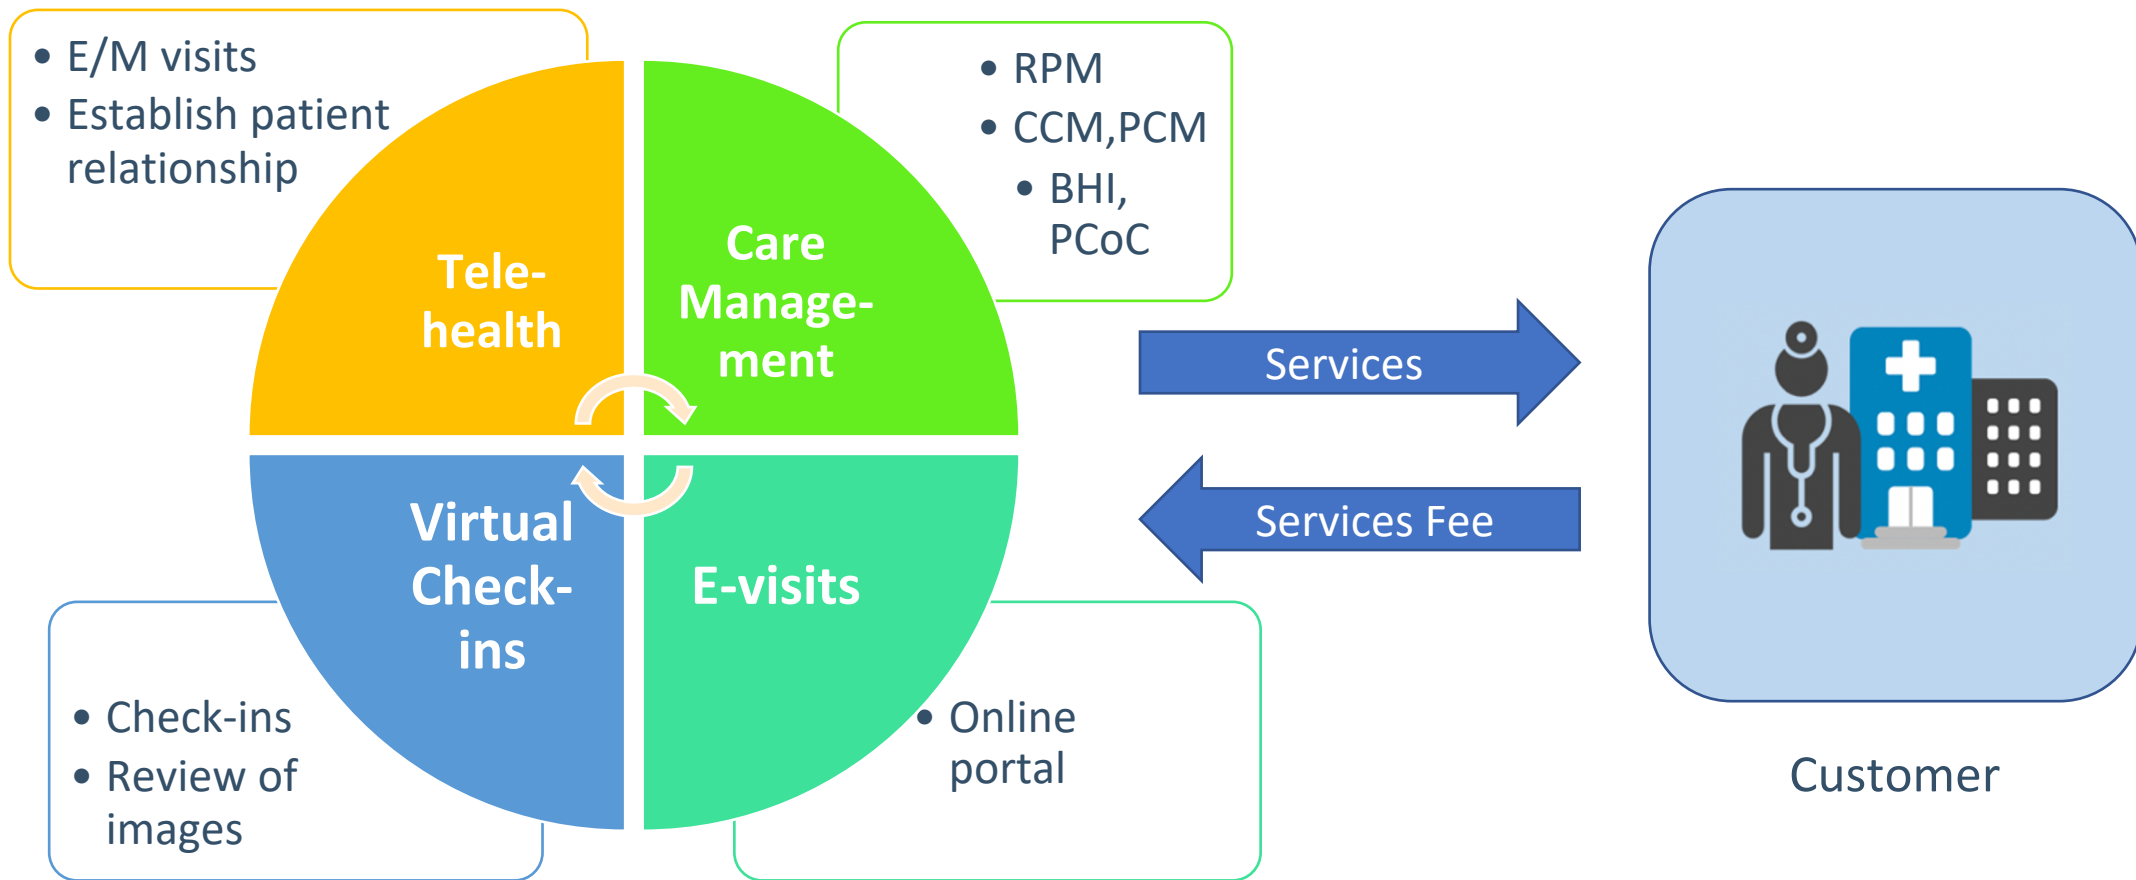 • E/M visits
• Establish patient
relationship
• RPM
• CCM,PCM
• BHI,
PCoC
Tele-
health
Care
Manage-
ment
Virtual
Check-
ins
E-visits
• Check-ins
• Review of
images
• Online
portal
Services
Services Fee
Customer